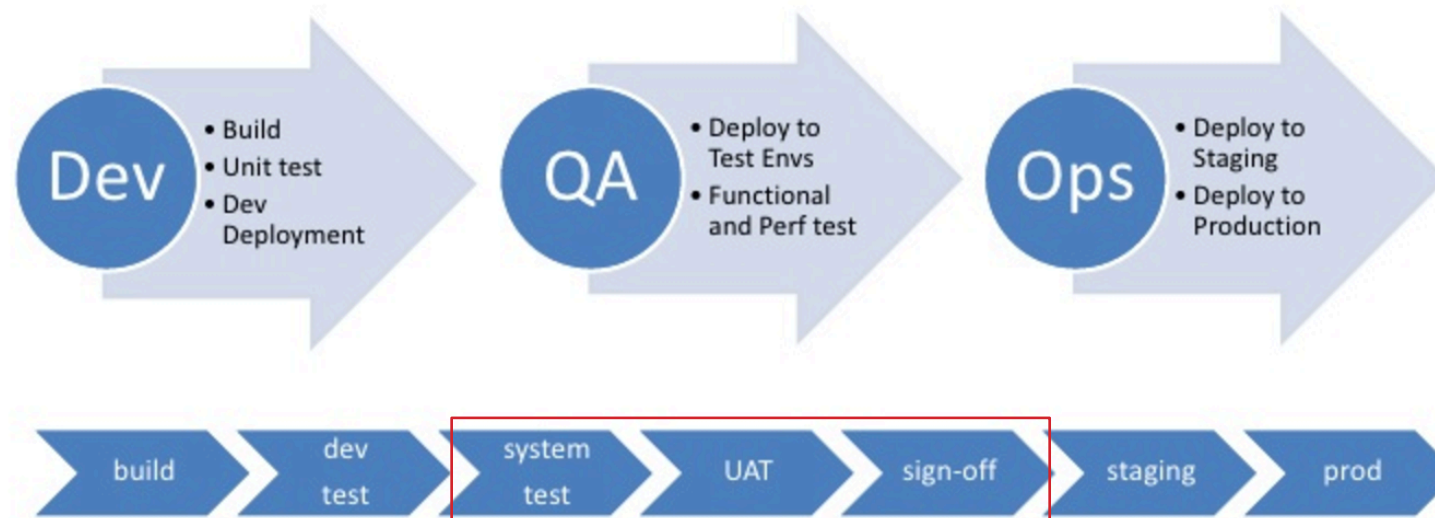 Dev
• Build
• Unit test
• Dev
Deployment
QA
• Deploy to
Test Envs
• Functional
and Perf test
Ops
• Deploy to
Staging
• Deploy to
Production
build
dev
test
system
test
UAT
sign-off
staging
prod